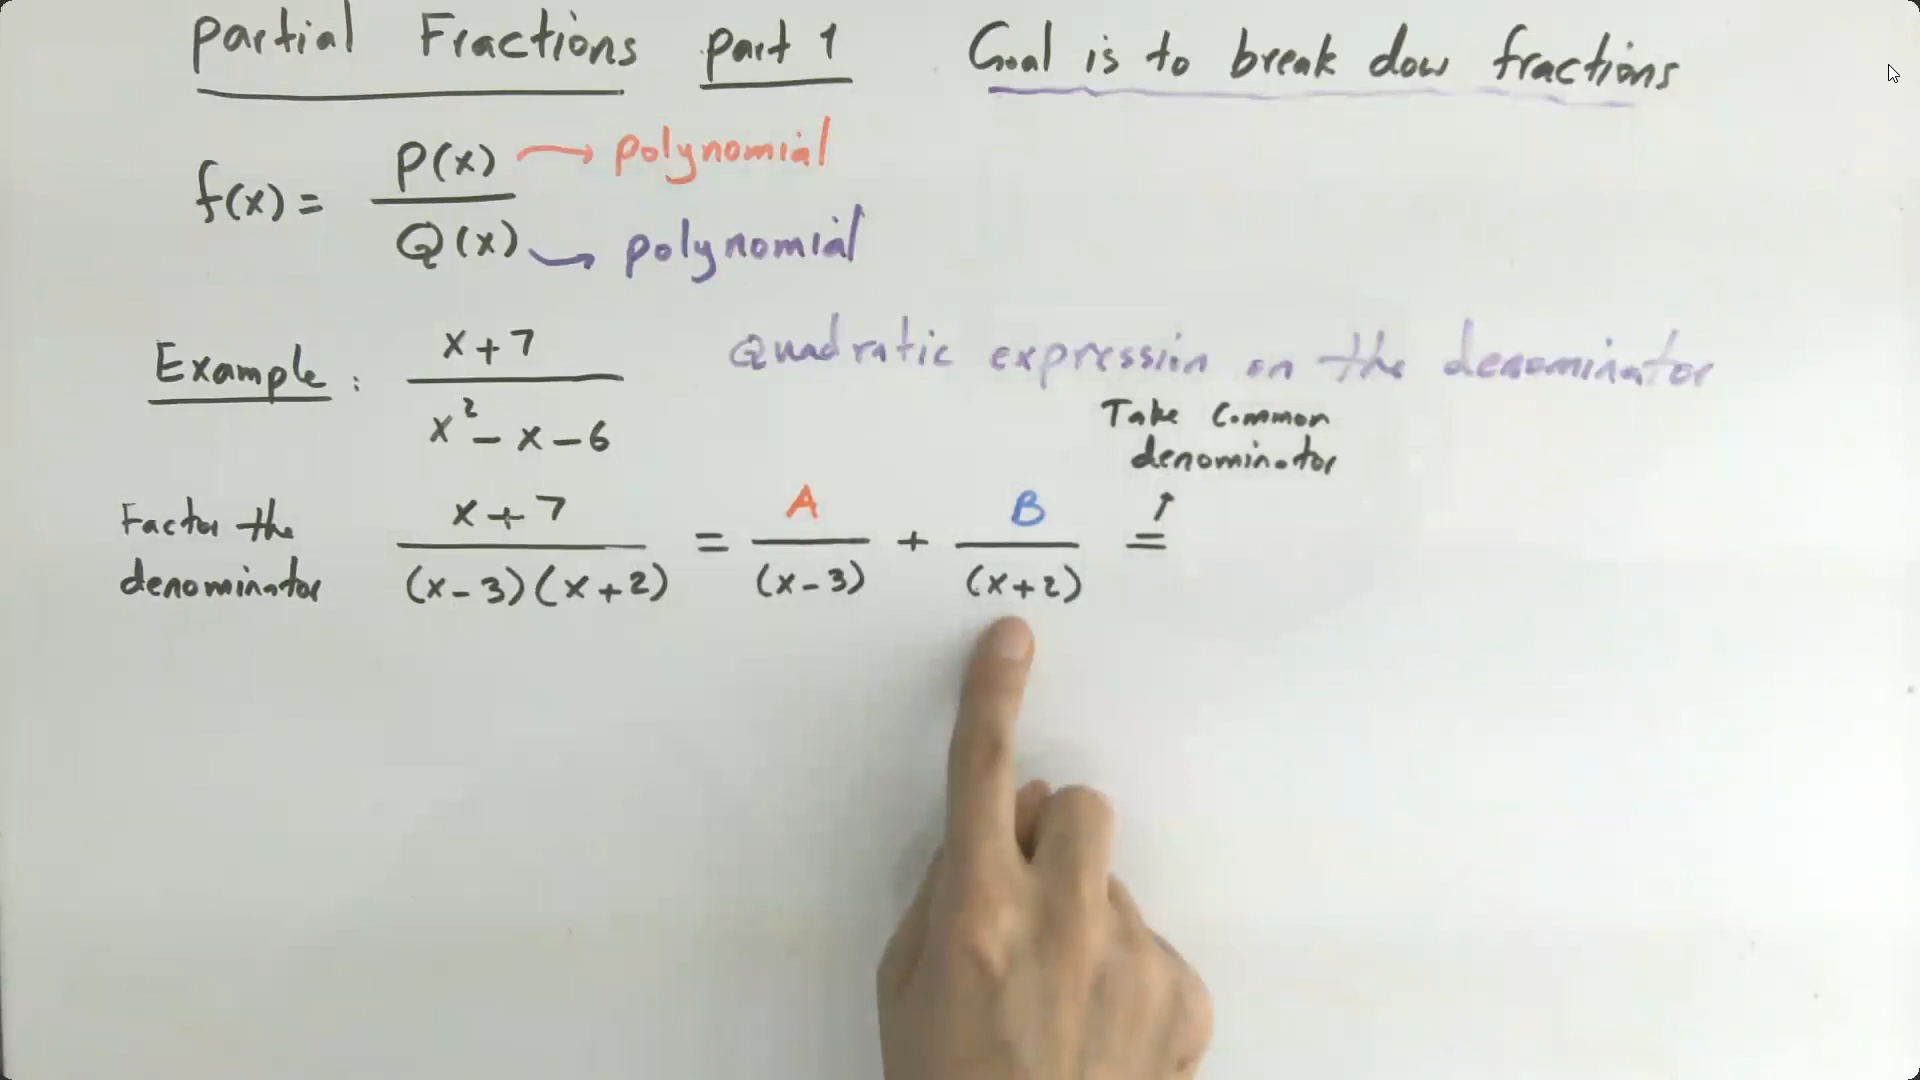 Partial Fractions part 1 Goal is to break dow fractions
f(x) = P(x) / Q(x)
→ polynomial
→ polynomial
Example: (x+7) / (x² - x - 6)
Quadratic expression on the denominator
Take Common
denominator
Factor the
denominator
(x+7) / ((x-3)(x+2)) = A / (x-3) + B / (x+2) =